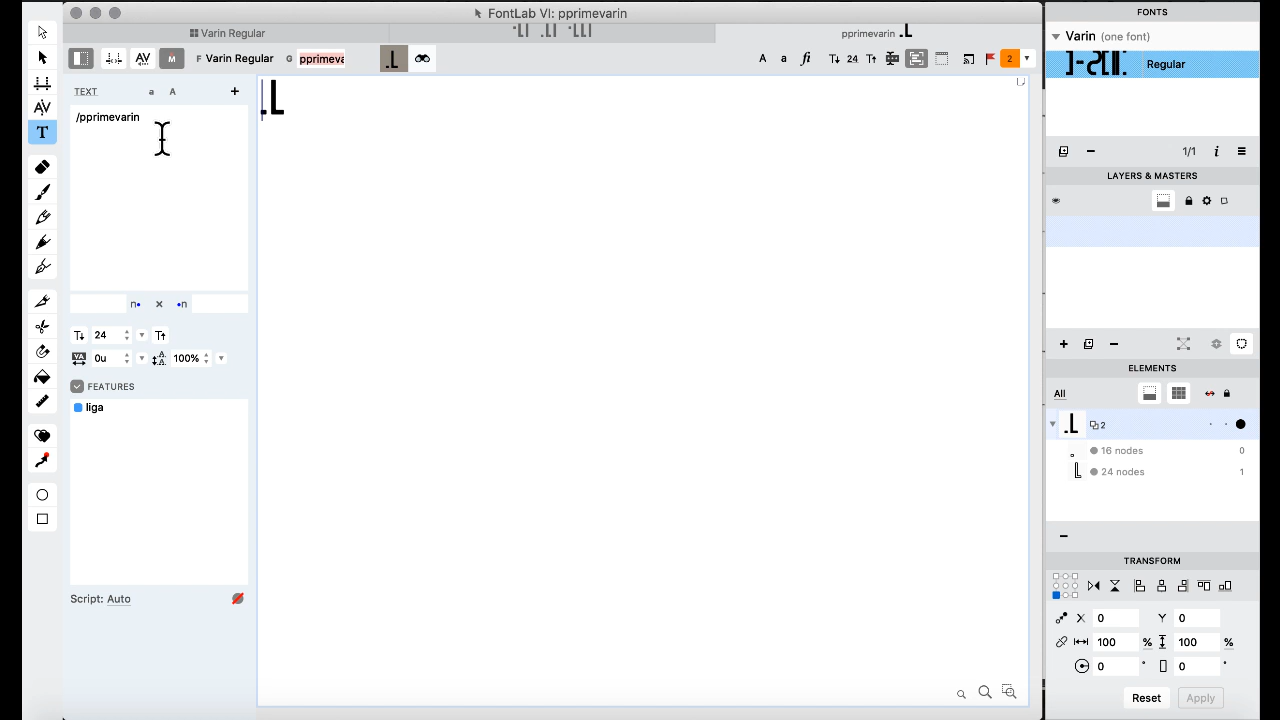 FontLab VI: pprimevarin
Varin Regular
pprimevarin
F Varin Regular G pprimeva
A a fi 24 2
TEXT a A +
/pprimevarin
n• × •n
24
VA 0u 100%
FEATURES
liga
Script: Auto
T
AV
M
FONTS
Varin (one font)
Regular
1/1 i
LAYERS & MASTERS
ELEMENTS
All
2
16 nodes 0
24 nodes 1
TRANSFORM
X 0 Y 0
100 % 100 %
0 ° 0 °
Reset Apply